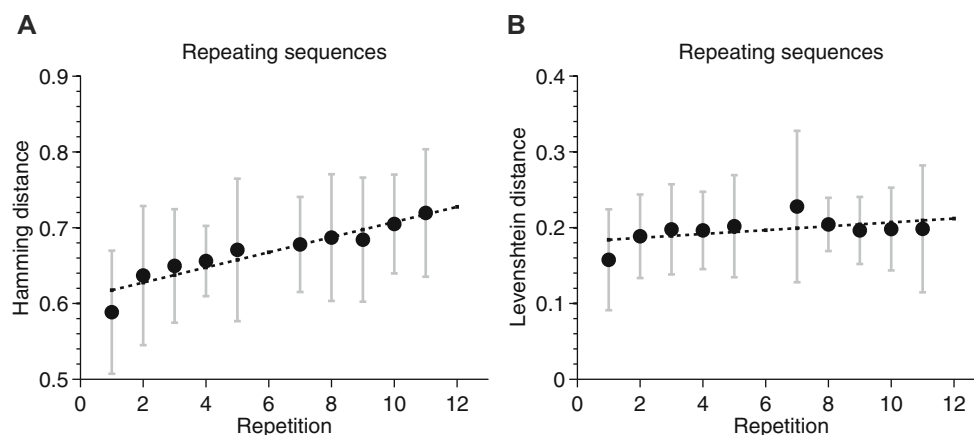 A
Repeating sequences
0.9
0.8
0.7
0.6
0.5
Hamming distance
0 2 4 6 8 10 12
Repetition
B
Repeating sequences
0.4
0.3
0.2
0.1
0
Levenshtein distance
0 2 4 6 8 10 12
Repetition